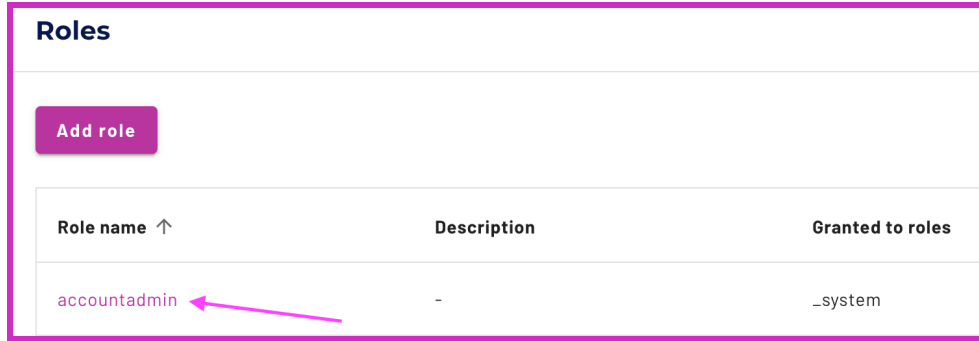 Roles
Add role
Role name ↑ Description Granted to roles
accountadmin - _system